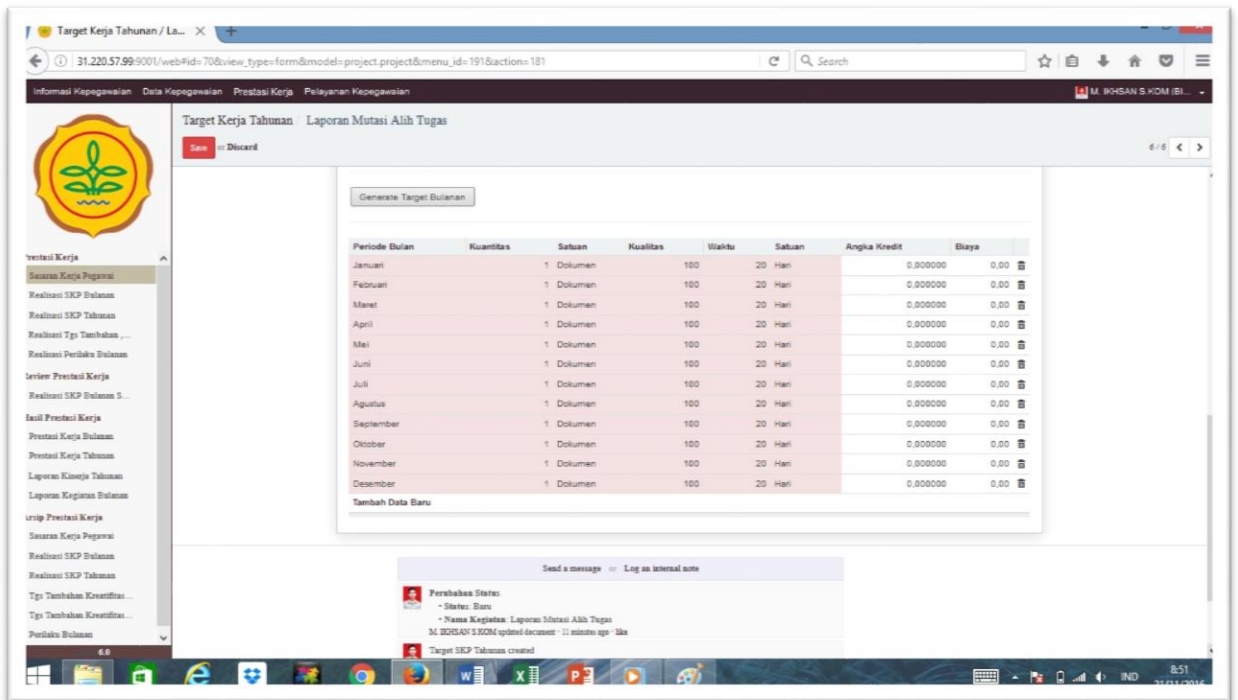 Target Kerja Tahunan / La...
31.220.57.99:9001/web#id=70&view_type=form&model=project.project&menu_id=191&action=181
Search
Informasi Kepegawaian Data Kepegawaian Prestasi Kerja Pelayanan Kepegawaian
M. IKHSAN S.KOM (BI...
Target Kerja Tahunan / Laporan Mutasi Alih Tugas
Save or Discard
6 / 6
Generate Target Bulanan
Periode Bulan Kuantitas Satuan Kualitas Waktu Satuan Angka Kredit Biaya
Januari 1 Dokumen 100 20 Hari 0,000000 0,00
Februari 1 Dokumen 100 20 Hari 0,000000 0,00
Maret 1 Dokumen 100 20 Hari 0,000000 0,00
April 1 Dokumen 100 20 Hari 0,000000 0,00
Mei 1 Dokumen 100 20 Hari 0,000000 0,00
Juni 1 Dokumen 100 20 Hari 0,000000 0,00
Juli 1 Dokumen 100 20 Hari 0,000000 0,00
Agustus 1 Dokumen 100 20 Hari 0,000000 0,00
September 1 Dokumen 100 20 Hari 0,000000 0,00
Oktober 1 Dokumen 100 20 Hari 0,000000 0,00
November 1 Dokumen 100 20 Hari 0,000000 0,00
Desember 1 Dokumen 100 20 Hari 0,000000 0,00
Tambah Data Baru
restasi Kerja
Sasaran Kerja Pegawai
Realisasi SKP Bulanan
Realisasi SKP Tahunan
Realisasi Tgs Tambahan ,...
Realisasi Perilaku Bulanan
Review Prestasi Kerja
Realisasi SKP Bulanan S...
Hasil Prestasi Kerja
Prestasi Kerja Bulanan
Prestasi Kerja Tahunan
Laporan Kinerja Tahunan
Laporan Kegiatan Bulanan
Arsip Prestasi Kerja
Sasaran Kerja Pegawai
Realisasi SKP Bulanan
Realisasi SKP Tahunan
Tgs Tambahan Kreatifitas...
Tgs Tambahan Kreatifitas...
Perilaku Bulanan
6.0
Send a message or Log an internal note
Perubahan Status
• Status: Baru
• Nama Kegiatan: Laporan Mutasi Alih Tugas
M. IKHSAN S.KOM updated document - 11 minutes ago - like
Target SKP Tahunan created
IND
8:51
21/11/2016